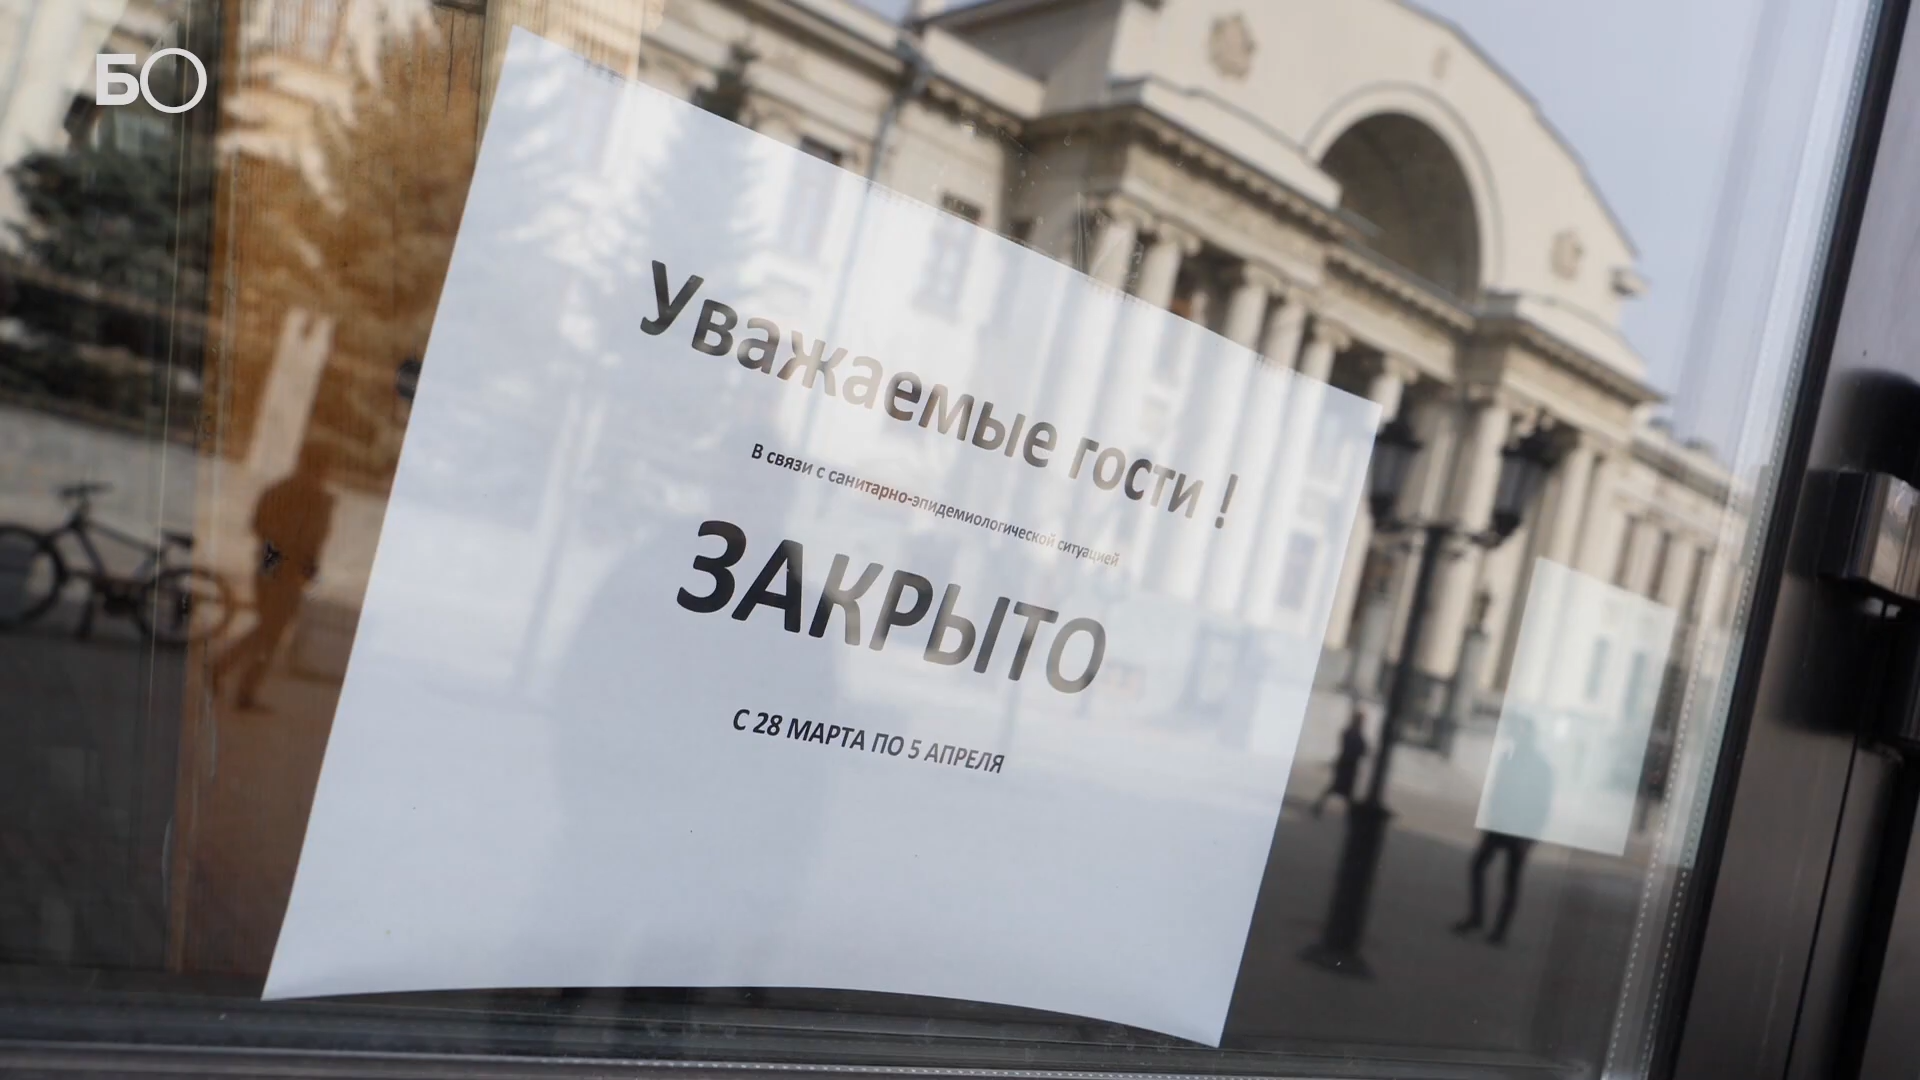 БО
Уважаемые гости !
В связи с санитарно-эпидемиологической ситуацией
ЗАКРЫТО
С 28 МАРТА ПО 5 АПРЕЛЯ